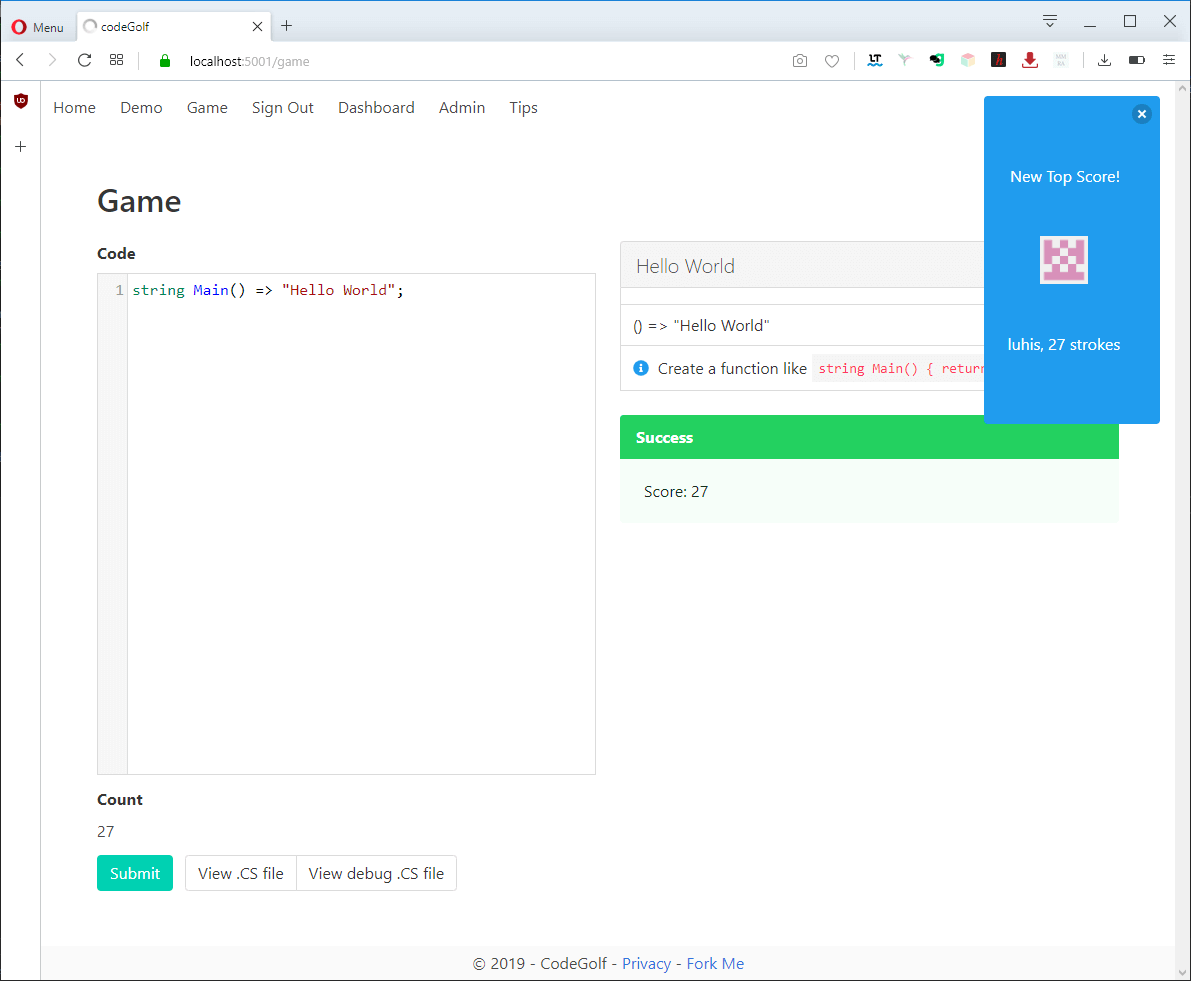 Menu
codeGolf
localhost:5001/game
Home Demo Game Sign Out Dashboard Admin Tips
New Top Score!
luhis, 27 strokes
Game
Code
1 string Main() => "Hello World";
Hello World
() => "Hello World"
Create a function like string Main() { return
Success
Score: 27
Count
27
Submit View .CS file View debug .CS file
© 2019 - CodeGolf - Privacy - Fork Me